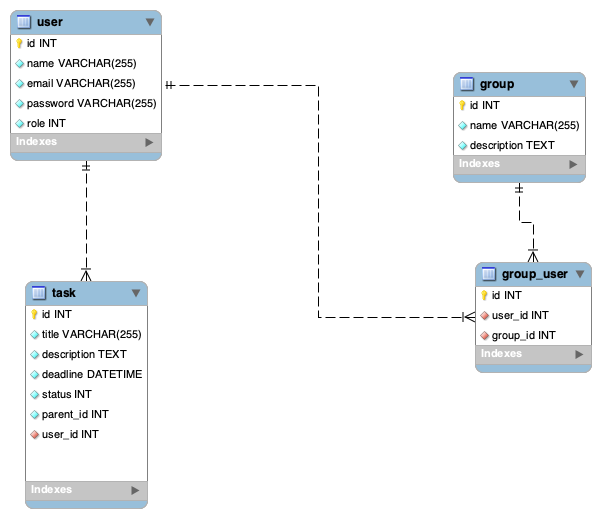 user
id INT
name VARCHAR(255)
email VARCHAR(255)
password VARCHAR(255)
role INT
Indexes
group
id INT
name VARCHAR(255)
description TEXT
Indexes
task
id INT
title VARCHAR(255)
description TEXT
deadline DATETIME
status INT
parent_id INT
user_id INT
Indexes
group_user
id INT
user_id INT
group_id INT
Indexes